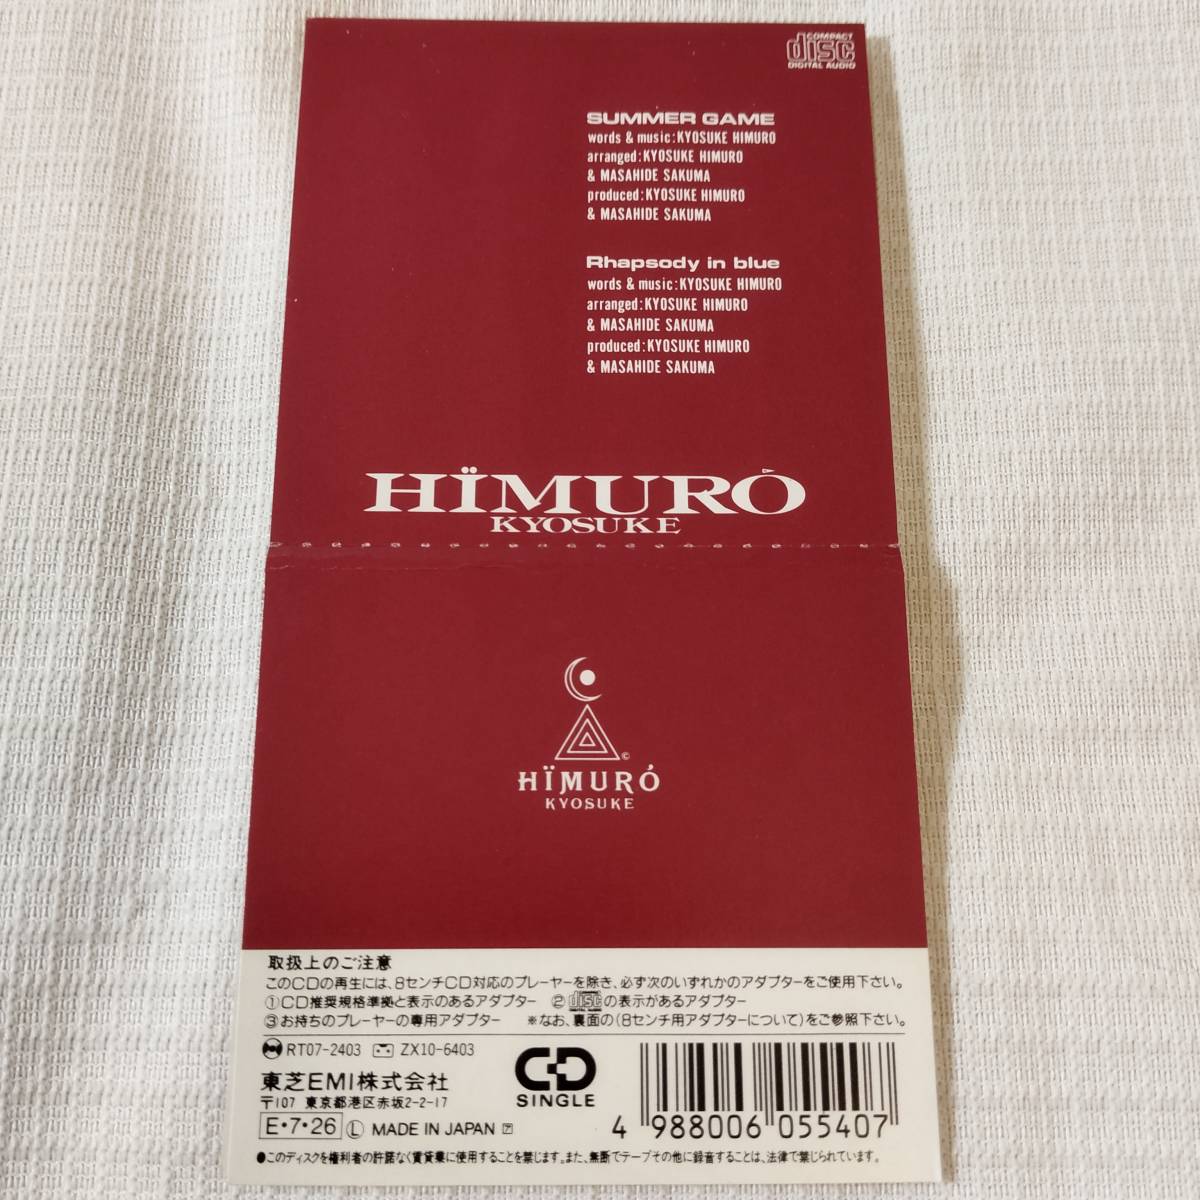 COMPACT
disc
DIGITAL AUDIO
SUMMER GAME
words & music:KYOSUKE HIMURO
arranged:KYOSUKE HIMURO
& MASAHIDE SAKUMA
produced:KYOSUKE HIMURO
& MASAHIDE SAKUMA
Rhapsody in blue
words & music:KYOSUKE HIMURO
arranged:KYOSUKE HIMURO
& MASAHIDE SAKUMA
produced:KYOSUKE HIMURO
& MASAHIDE SAKUMA
HÏMURÓ
KYOSUKE
©
HÏMURÓ
KYOSUKE
取扱上のご注意
このCDの再生には、8センチCD対応のプレーヤーを除き、必ず次のいずれかのアダプターをご使用下さい。
①CD推奨規格準拠と表示のあるアダプター ②discの表示があるアダプター
③お持ちのプレーヤーの専用アダプター ※なお、裏面の(8センチ用アダプターについて)をご参照下さい。
RT07-2403 ZX10-6403
東芝EMI株式会社
〒107 東京都港区赤坂2-2-17
E・7・26 Ⓛ MADE IN JAPAN
CD
SINGLE
4 988006 055407
●このディスクを権利者の許諾なく賃貸業に使用することを禁じます。また、無断でテープその他に録音することは、法律で禁じられています。